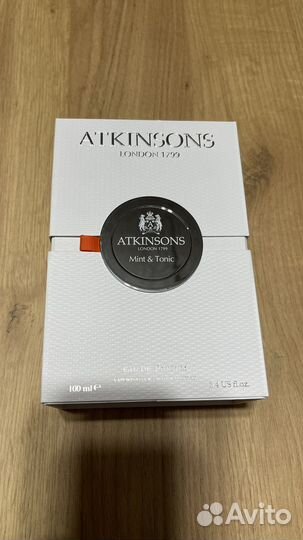 ATKINSONS
LONDON 1799
ATKINSONS
LONDON 1799
Mint & Tonic
EAU DE PARFUM
100 ml ℮ 3.4 US fl.oz.
Avito